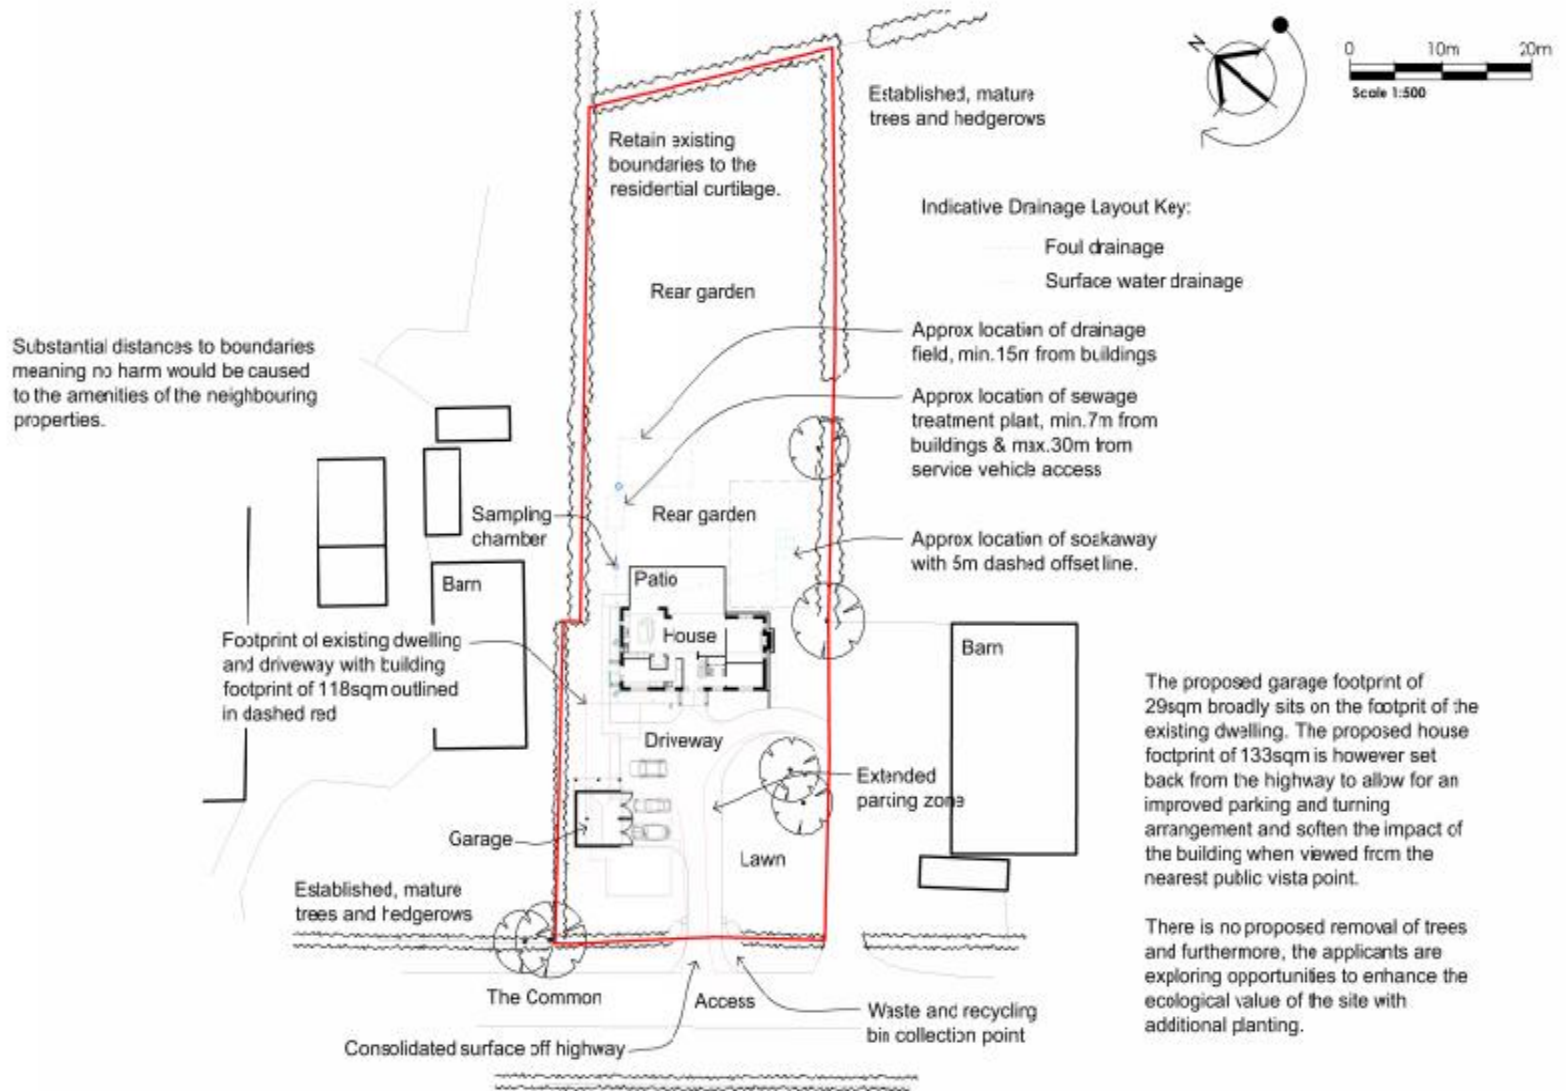 N
0 10m 20m
Scale 1:500
Established, mature
trees and hedgerows
Retain existing
boundaries to the
residential curtilage.
Indicative Drainage Layout Key:
Foul drainage
Surface water drainage
Rear garden
Substantial distances to boundaries
meaning no harm would be caused
to the amenities of the neighbouring
properties.
Approx location of drainage
field, min.15m from buildings
Approx location of sewage
treatment plant, min.7m from
buildings & max.30m from
service vehicle access
Sampling
chamber
Rear garden
Approx location of soakaway
with 5m dashed offset line.
Barn
Patio
House
Footprint of existing dwelling
and driveway with building
footprint of 118sqm outlined
in dashed red
Barn
Driveway
Extended
parking zone
Garage
Lawn
The proposed garage footprint of
29sqm broadly sits on the footprit of the
existing dwelling. The proposed house
footprint of 133sqm is however set
back from the highway to allow for an
improved parking and turning
arrangement and soften the impact of
the building when viewed from the
nearest public vista point.
Established, mature
trees and hedgerows
There is no proposed removal of trees
and furthermore, the applicants are
exploring opportunities to enhance the
ecological value of the site with
additional planting.
The Common
Access
Waste and recycling
bin collection point
Consolidated surface off highway